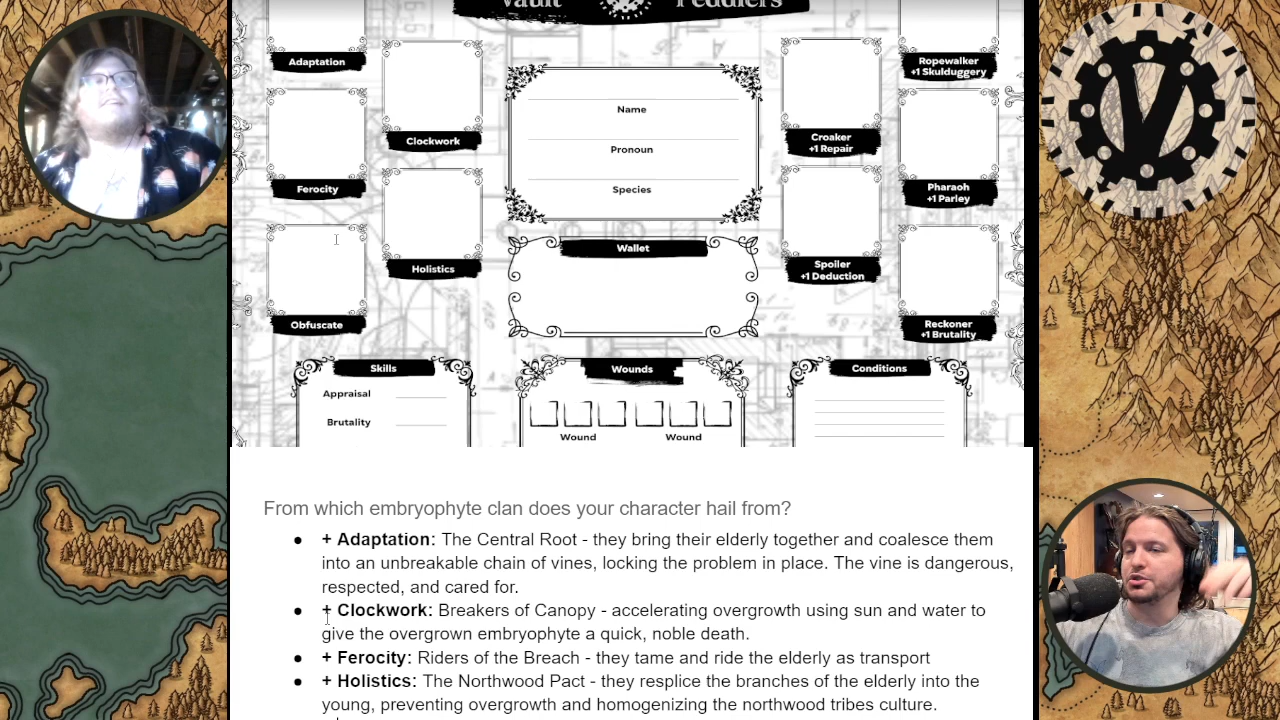 Vault Peddlers
Adaptation
Clockwork
Ferocity
Holistics
Obfuscate
Name
Pronoun
Species
Wallet
Ropewalker
+1 Skulduggery
Croaker
+1 Repair
Pharaoh
+1 Parley
Spoiler
+1 Deduction
Reckoner
+1 Brutality
Skills
Appraisal
Brutality
Wounds
Wound
Wound
Conditions
V
From which embryophyte clan does your character hail from?
● + Adaptation: The Central Root - they bring their elderly together and coalesce them
into an unbreakable chain of vines, locking the problem in place. The vine is dangerous,
respected, and cared for.
● + Clockwork: Breakers of Canopy - accelerating overgrowth using sun and water to
give the overgrown embryophyte a quick, noble death.
● + Ferocity: Riders of the Breach - they tame and ride the elderly as transport
● + Holistics: The Northwood Pact - they resplice the branches of the elderly into the
young, preventing overgrowth and homogenizing the northwood tribes culture.